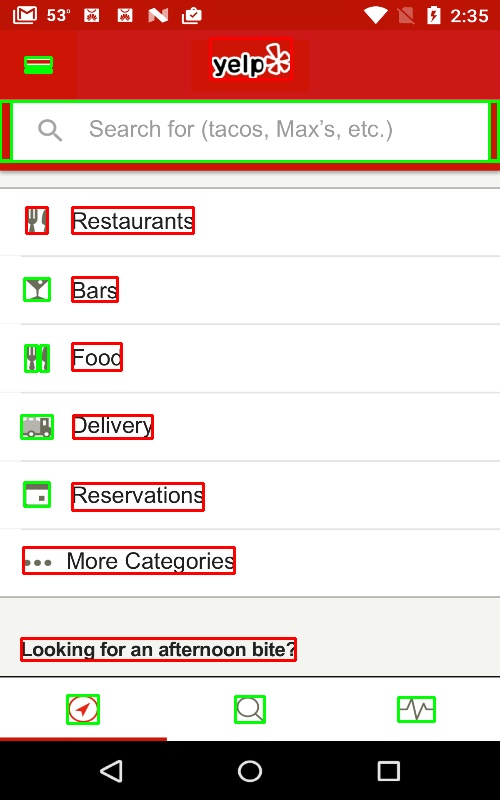 53° 2:35
yelp
Search for (tacos, Max's, etc.)
Restaurants
Bars
Food
Delivery
Reservations
More Categories
Looking for an afternoon bite?